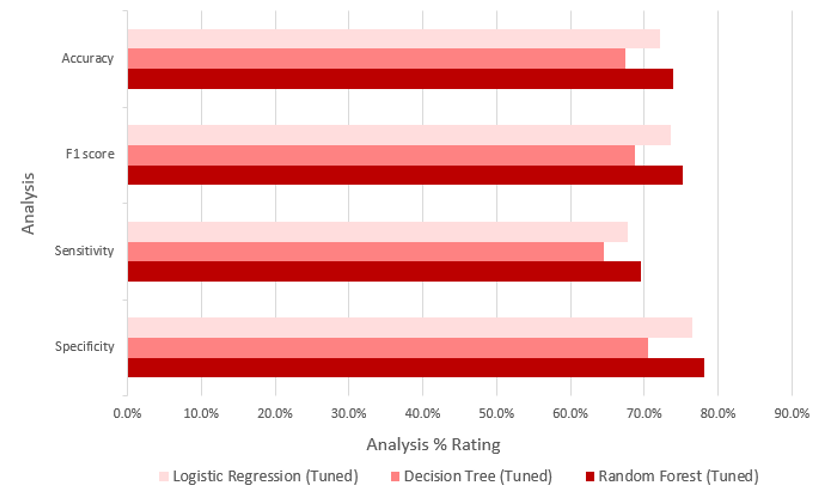 Accuracy
F1 score
Sensitivity
Specificity
Analysis
0.0% 10.0% 20.0% 30.0% 40.0% 50.0% 60.0% 70.0% 80.0% 90.0%
Analysis % Rating
Logistic Regression (Tuned) Decision Tree (Tuned) Random Forest (Tuned)